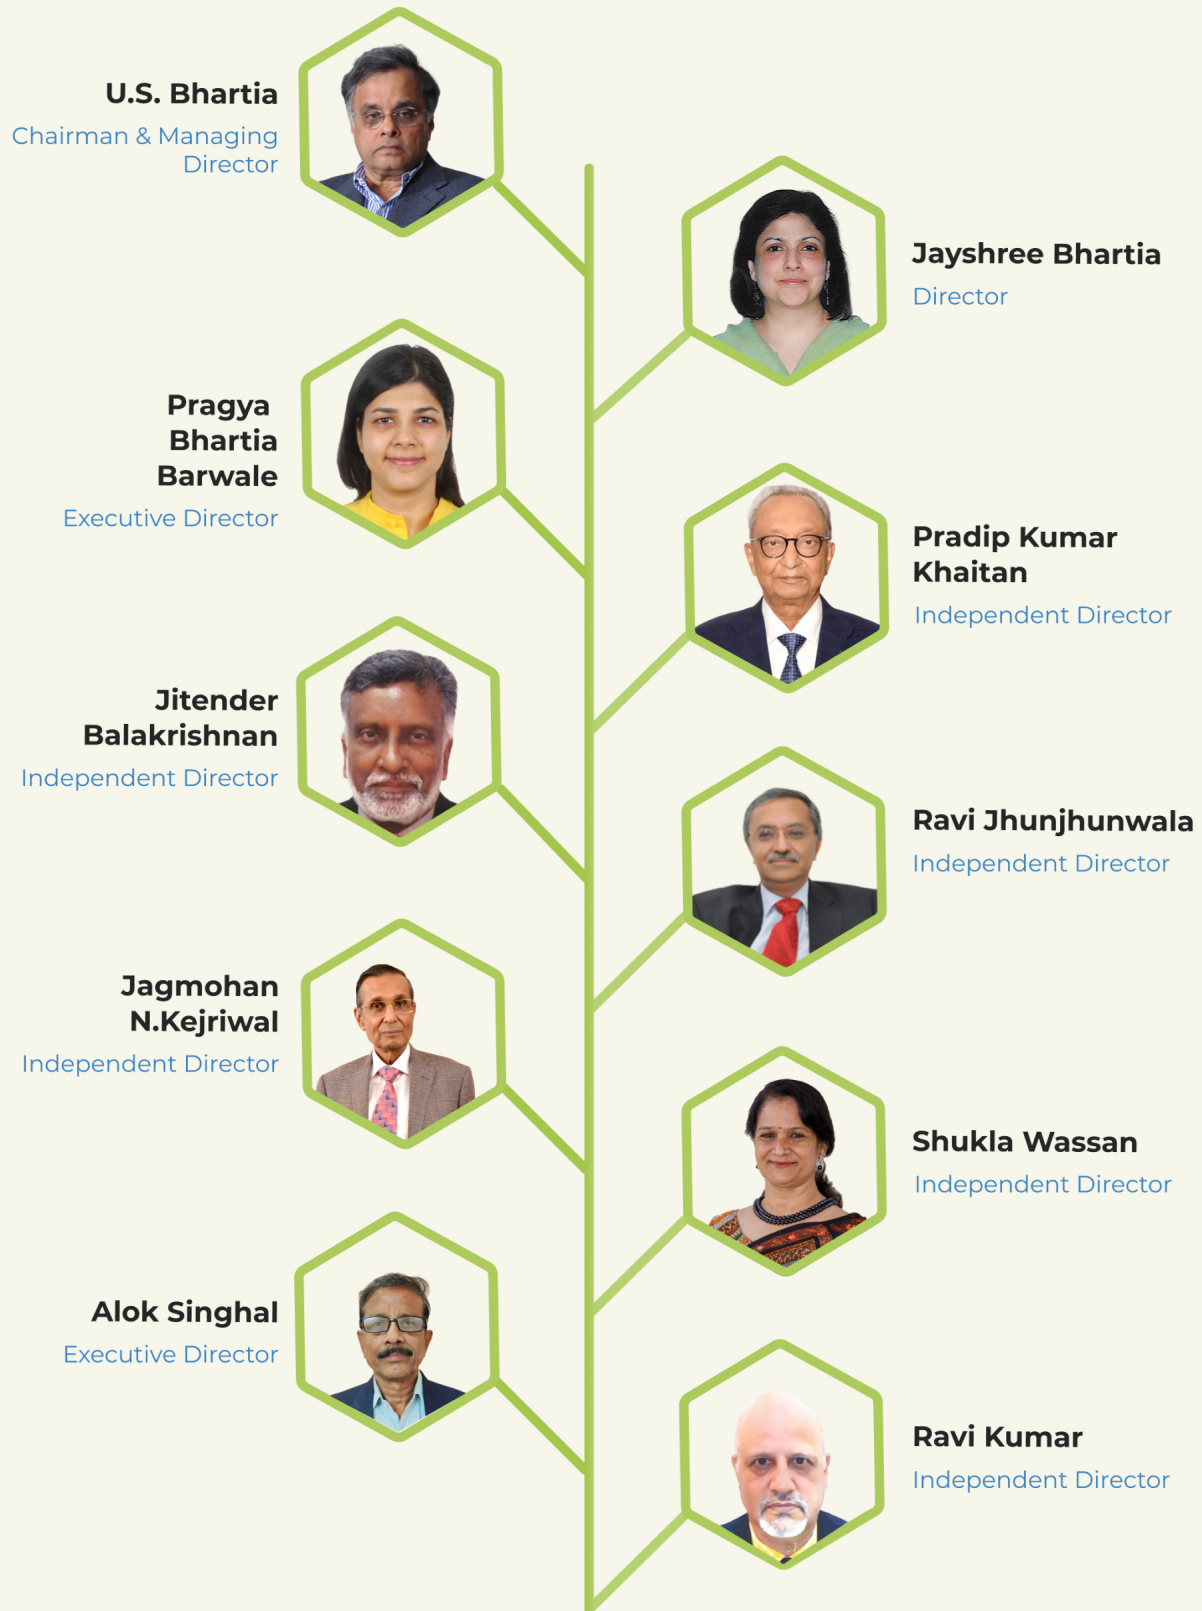 U.S. Bhartia
Chairman & Managing
Director
Jayshree Bhartia
Director
Pragya
Bhartia
Barwale
Executive Director
Pradip Kumar
Khaitan
Independent Director
Jitender
Balakrishnan
Independent Director
Ravi Jhunjhunwala
Independent Director
Jagmohan
N.Kejriwal
Independent Director
Shukla Wassan
Independent Director
Alok Singhal
Executive Director
Ravi Kumar
Independent Director